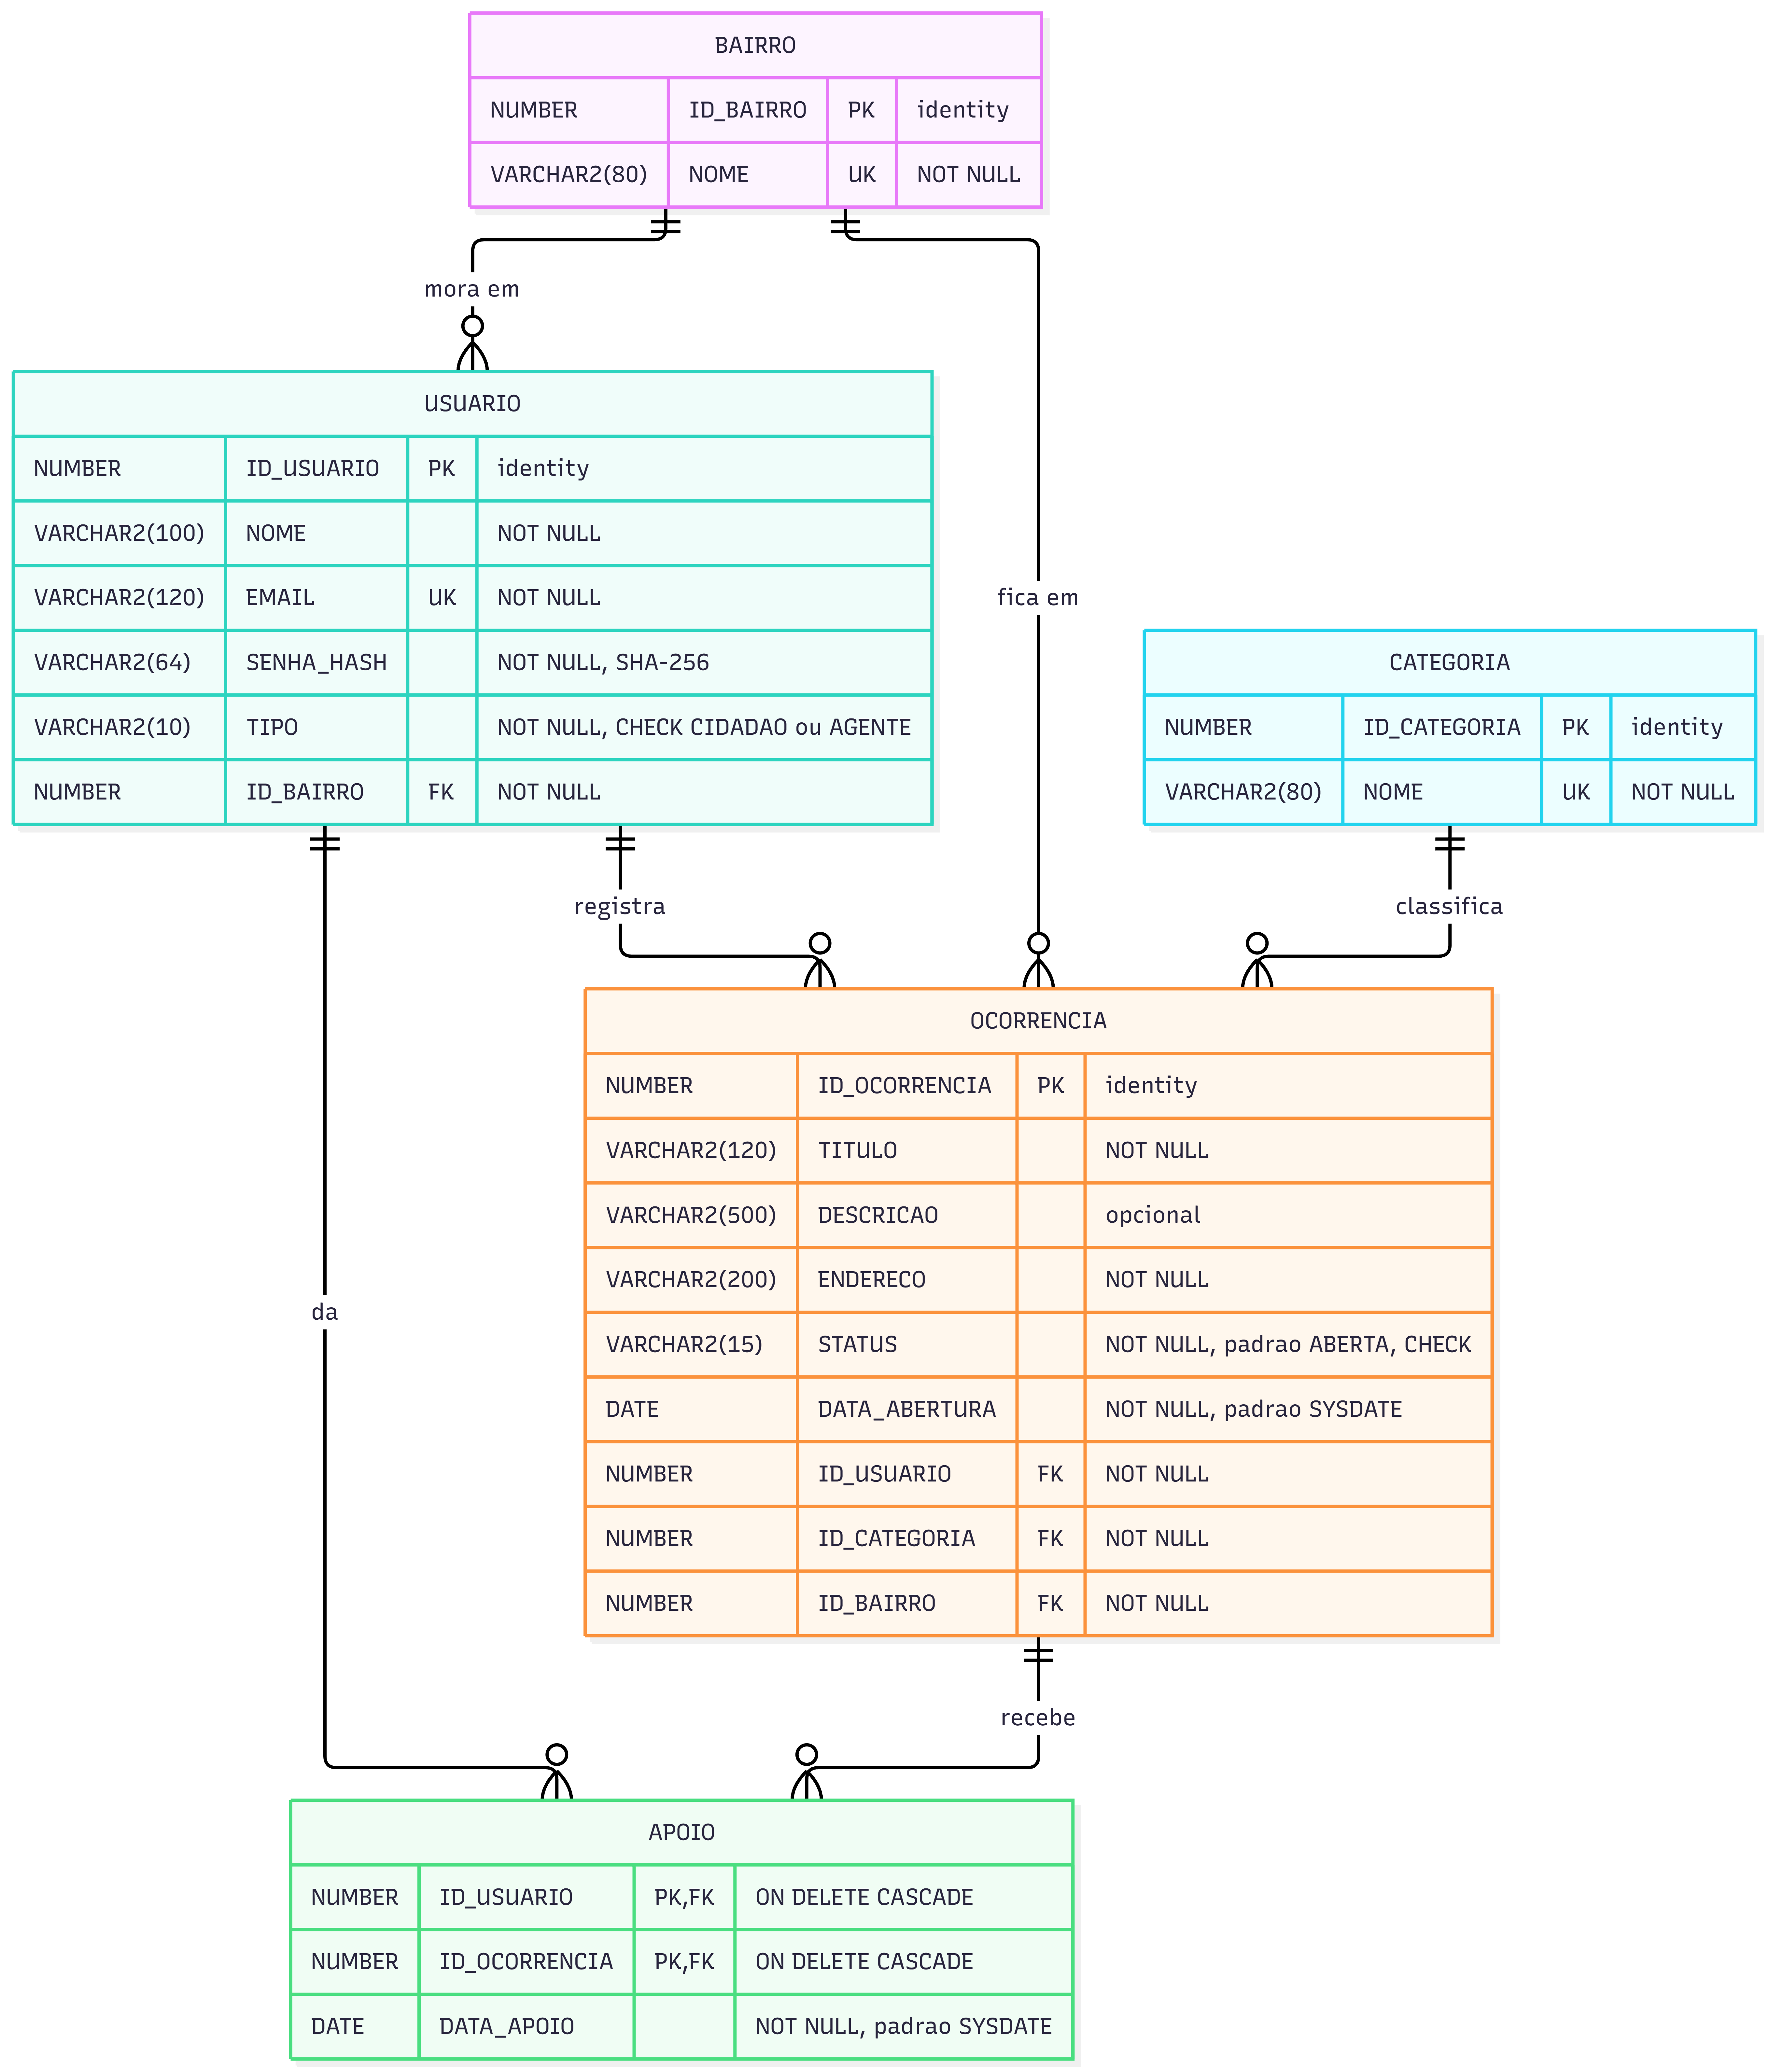 BAIRRO
NUMBER ID_BAIRRO PK identity
VARCHAR2(80) NOME UK NOT NULL
mora em
USUARIO
NUMBER ID_USUARIO PK identity
VARCHAR2(100) NOME NOT NULL
VARCHAR2(120) EMAIL UK NOT NULL
VARCHAR2(64) SENHA_HASH NOT NULL, SHA-256
VARCHAR2(10) TIPO NOT NULL, CHECK CIDADAO ou AGENTE
NUMBER ID_BAIRRO FK NOT NULL
fica em
CATEGORIA
NUMBER ID_CATEGORIA PK identity
VARCHAR2(80) NOME UK NOT NULL
registra
classifica
OCORRENCIA
NUMBER ID_OCORRENCIA PK identity
VARCHAR2(120) TITULO NOT NULL
VARCHAR2(500) DESCRICAO opcional
VARCHAR2(200) ENDERECO NOT NULL
VARCHAR2(15) STATUS NOT NULL, padrao ABERTA, CHECK
DATE DATA_ABERTURA NOT NULL, padrao SYSDATE
NUMBER ID_USUARIO FK NOT NULL
NUMBER ID_CATEGORIA FK NOT NULL
NUMBER ID_BAIRRO FK NOT NULL
da
recebe
APOIO
NUMBER ID_USUARIO PK,FK ON DELETE CASCADE
NUMBER ID_OCORRENCIA PK,FK ON DELETE CASCADE
DATE DATA_APOIO NOT NULL, padrao SYSDATE